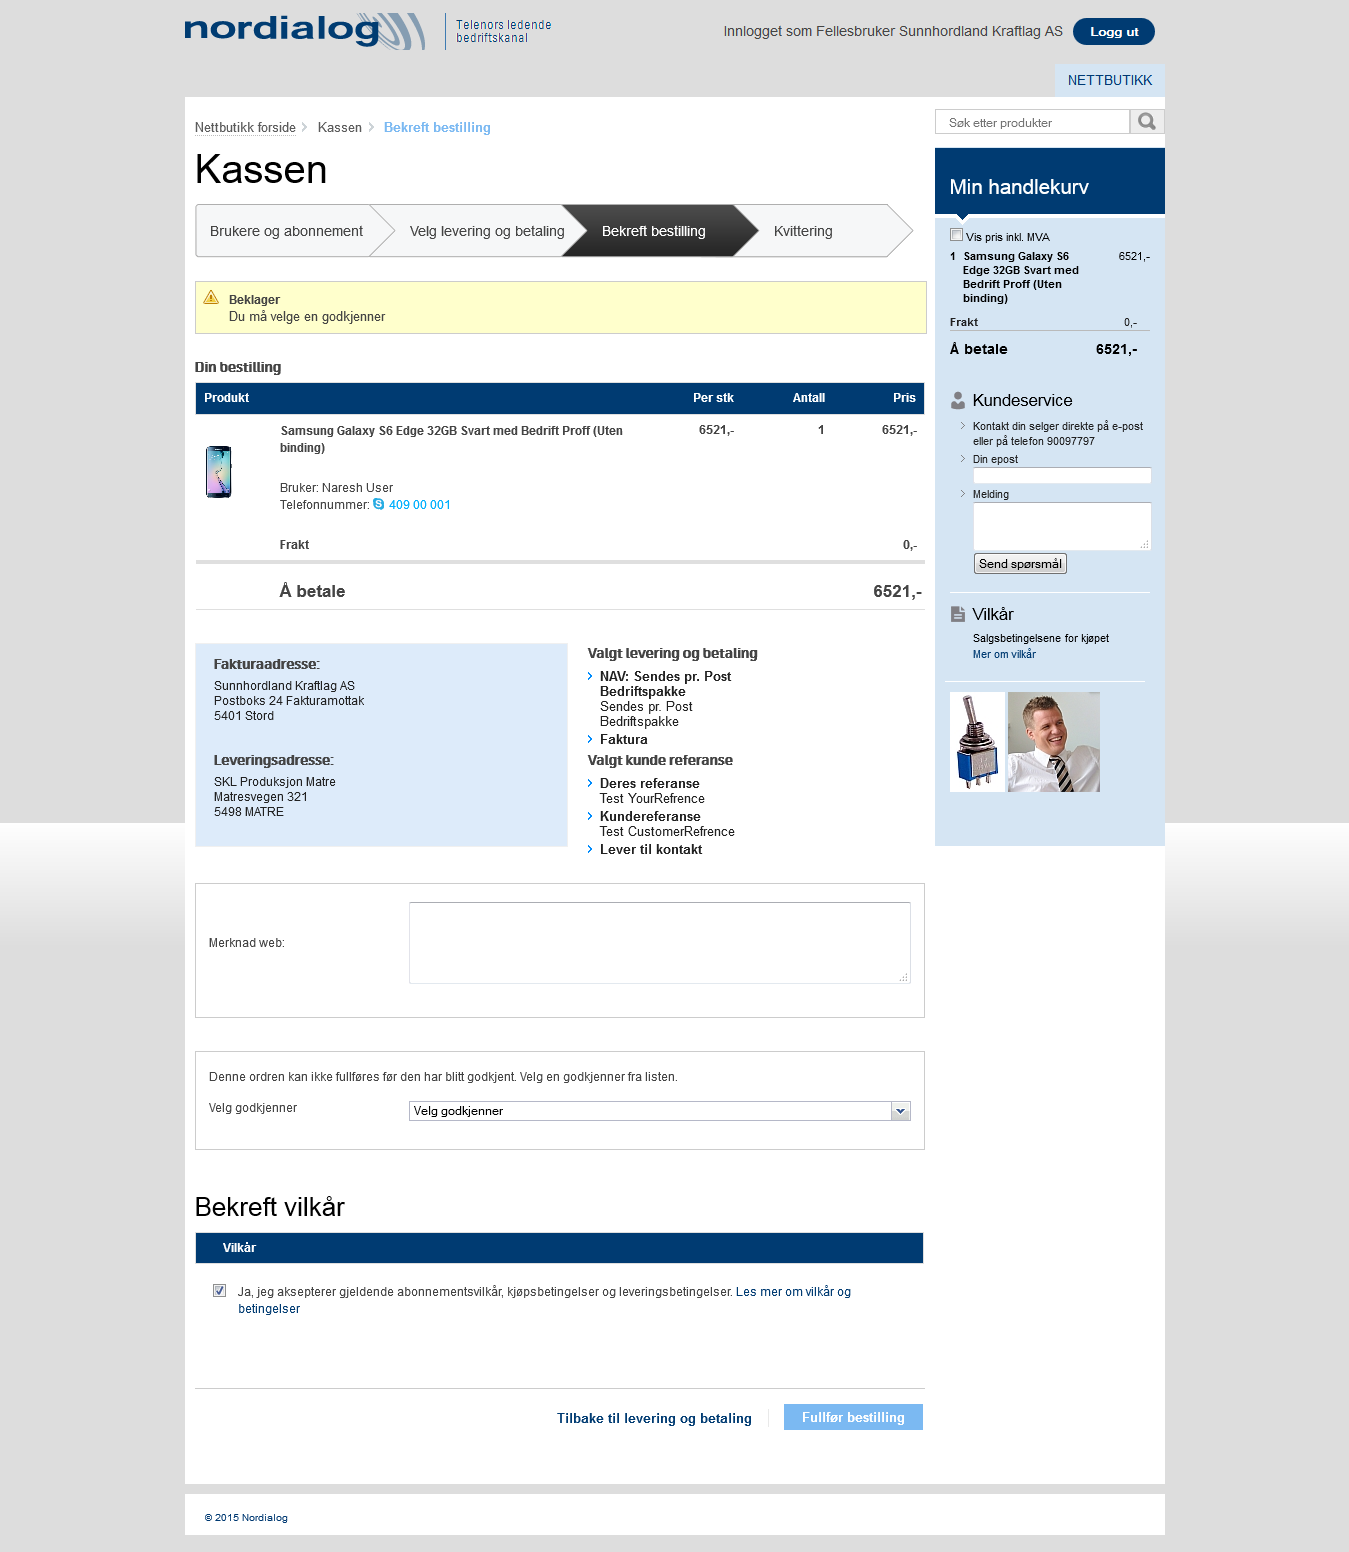 nordialog
Telenors ledende
bedriftskanal
Innlogget som Fellesbruker Sunnhordland Kraftlag AS
Logg ut
NETTBUTIKK
Nettbutikk forside
Kassen
Bekreft bestilling
Kassen
Brukere og abonnement
Velg levering og betaling
Bekreft bestilling
Kvittering
Beklager
Du må velge en godkjenner
Din bestilling
Produkt Per stk Antall Pris
Samsung Galaxy S6 Edge 32GB Svart med Bedrift Proff (Uten 6521,- 1 6521,-
binding)
Bruker: Naresh User
Telefonnummer: 409 00 001
Frakt 0,-
Å betale 6521,-
Fakturaadresse:
Sunnhordland Kraftlag AS
Postboks 24 Fakturamottak
5401 Stord
Leveringsadresse:
SKL Produksjon Matre
Matresvegen 321
5498 MATRE
Valgt levering og betaling
NAV: Sendes pr. Post
Bedriftspakke
Sendes pr. Post
Bedriftspakke
Faktura
Valgt kunde referanse
Deres referanse
Test YourRefrence
Kundereferanse
Test CustomerRefrence
Lever til kontakt
Merknad web:
Denne ordren kan ikke fullføres før den har blitt godkjent. Velg en godkjenner fra listen.
Velg godkjenner
Velg godkjenner
Bekreft vilkår
Vilkår
Ja, jeg aksepterer gjeldende abonnementsvilkår, kjøpsbetingelser og leveringsbetingelser. Les mer om vilkår og
betingelser
Tilbake til levering og betaling
Fullfør bestilling
Søk etter produkter
Min handlekurv
Vis pris inkl. MVA
1 Samsung Galaxy S6 6521,-
Edge 32GB Svart med
Bedrift Proff (Uten
binding)
Frakt 0,-
Å betale 6521,-
Kundeservice
Kontakt din selger direkte på e-post
eller på telefon 90097797
Din epost
Melding
Send spørsmål
Vilkår
Salgsbetingelsene for kjøpet
Mer om vilkår
© 2015 Nordialog